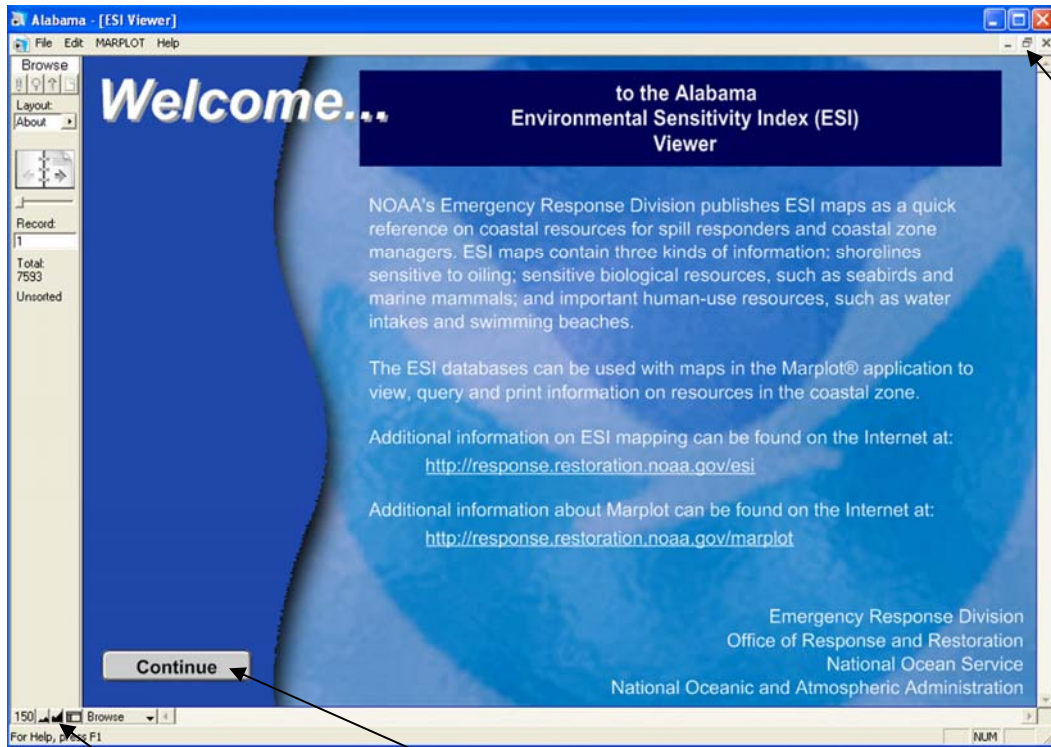 Alabama - [ESI Viewer]
File Edit MARPLOT Help
Browse
Layout:
About
Record:
1
Total:
7593
Unsorted
Welcome...
to the Alabama
Environmental Sensitivity Index (ESI)
Viewer
NOAA's Emergency Response Division publishes ESI maps as a quick
reference on coastal resources for spill responders and coastal zone
managers. ESI maps contain three kinds of information: shorelines
sensitive to oiling; sensitive biological resources, such as seabirds and
marine mammals; and important human-use resources, such as water
intakes and swimming beaches.
The ESI databases can be used with maps in the Marplot® application to
view, query and print information on resources in the coastal zone.
Additional information on ESI mapping can be found on the Internet at:
http://response.restoration.noaa.gov/esi
Additional information about Marplot can be found on the Internet at:
http://response.restoration.noaa.gov/marplot
Emergency Response Division
Office of Response and Restoration
National Ocean Service
National Oceanic and Atmospheric Administration
Continue
150 Browse
For Help, press F1
NUM